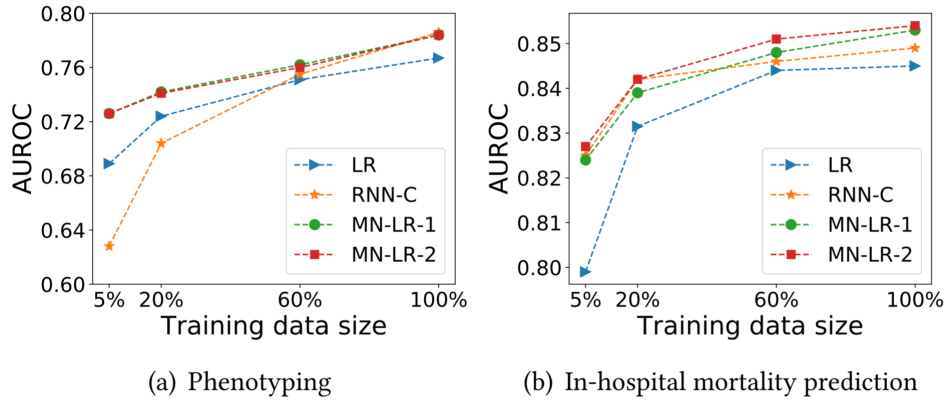 0.80
0.76
0.72
0.68
0.64
0.60
AUROC
5% 20% 60% 100%
Training data size
LR
RNN-C
MN-LR-1
MN-LR-2
(a) Phenotyping
0.85
0.84
0.83
0.82
0.81
0.80
AUROC
5% 20% 60% 100%
Training data size
LR
RNN-C
MN-LR-1
MN-LR-2
(b) In-hospital mortality prediction